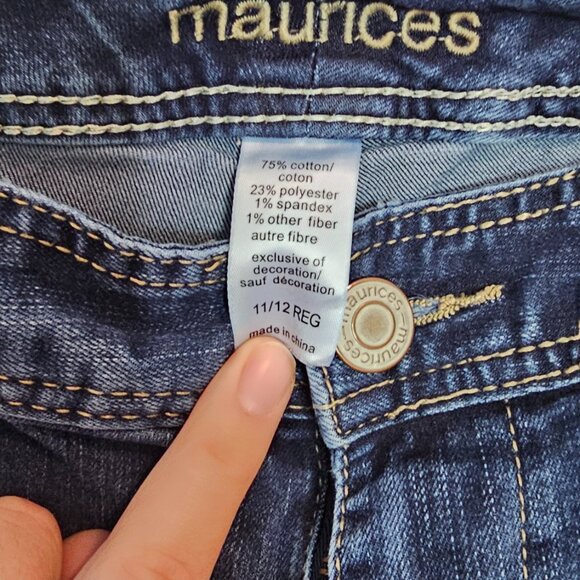 maurices
75% cotton/
coton
23% polyester
1% spandex
1% other fiber
autre fibre
exclusive of
decoration/
sauf décoration
11/12 REG
made in china
maurices
maurices